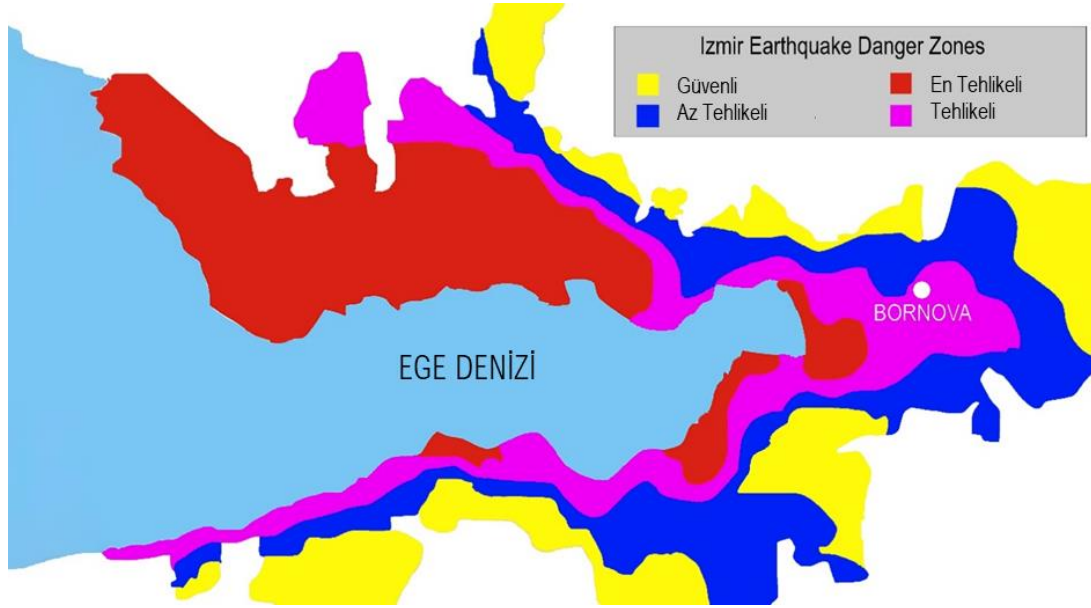 Izmir Earthquake Danger Zones
Güvenli
En Tehlikeli
Az Tehlikeli
Tehlikeli
BORNOVA
EGE DENİZİ